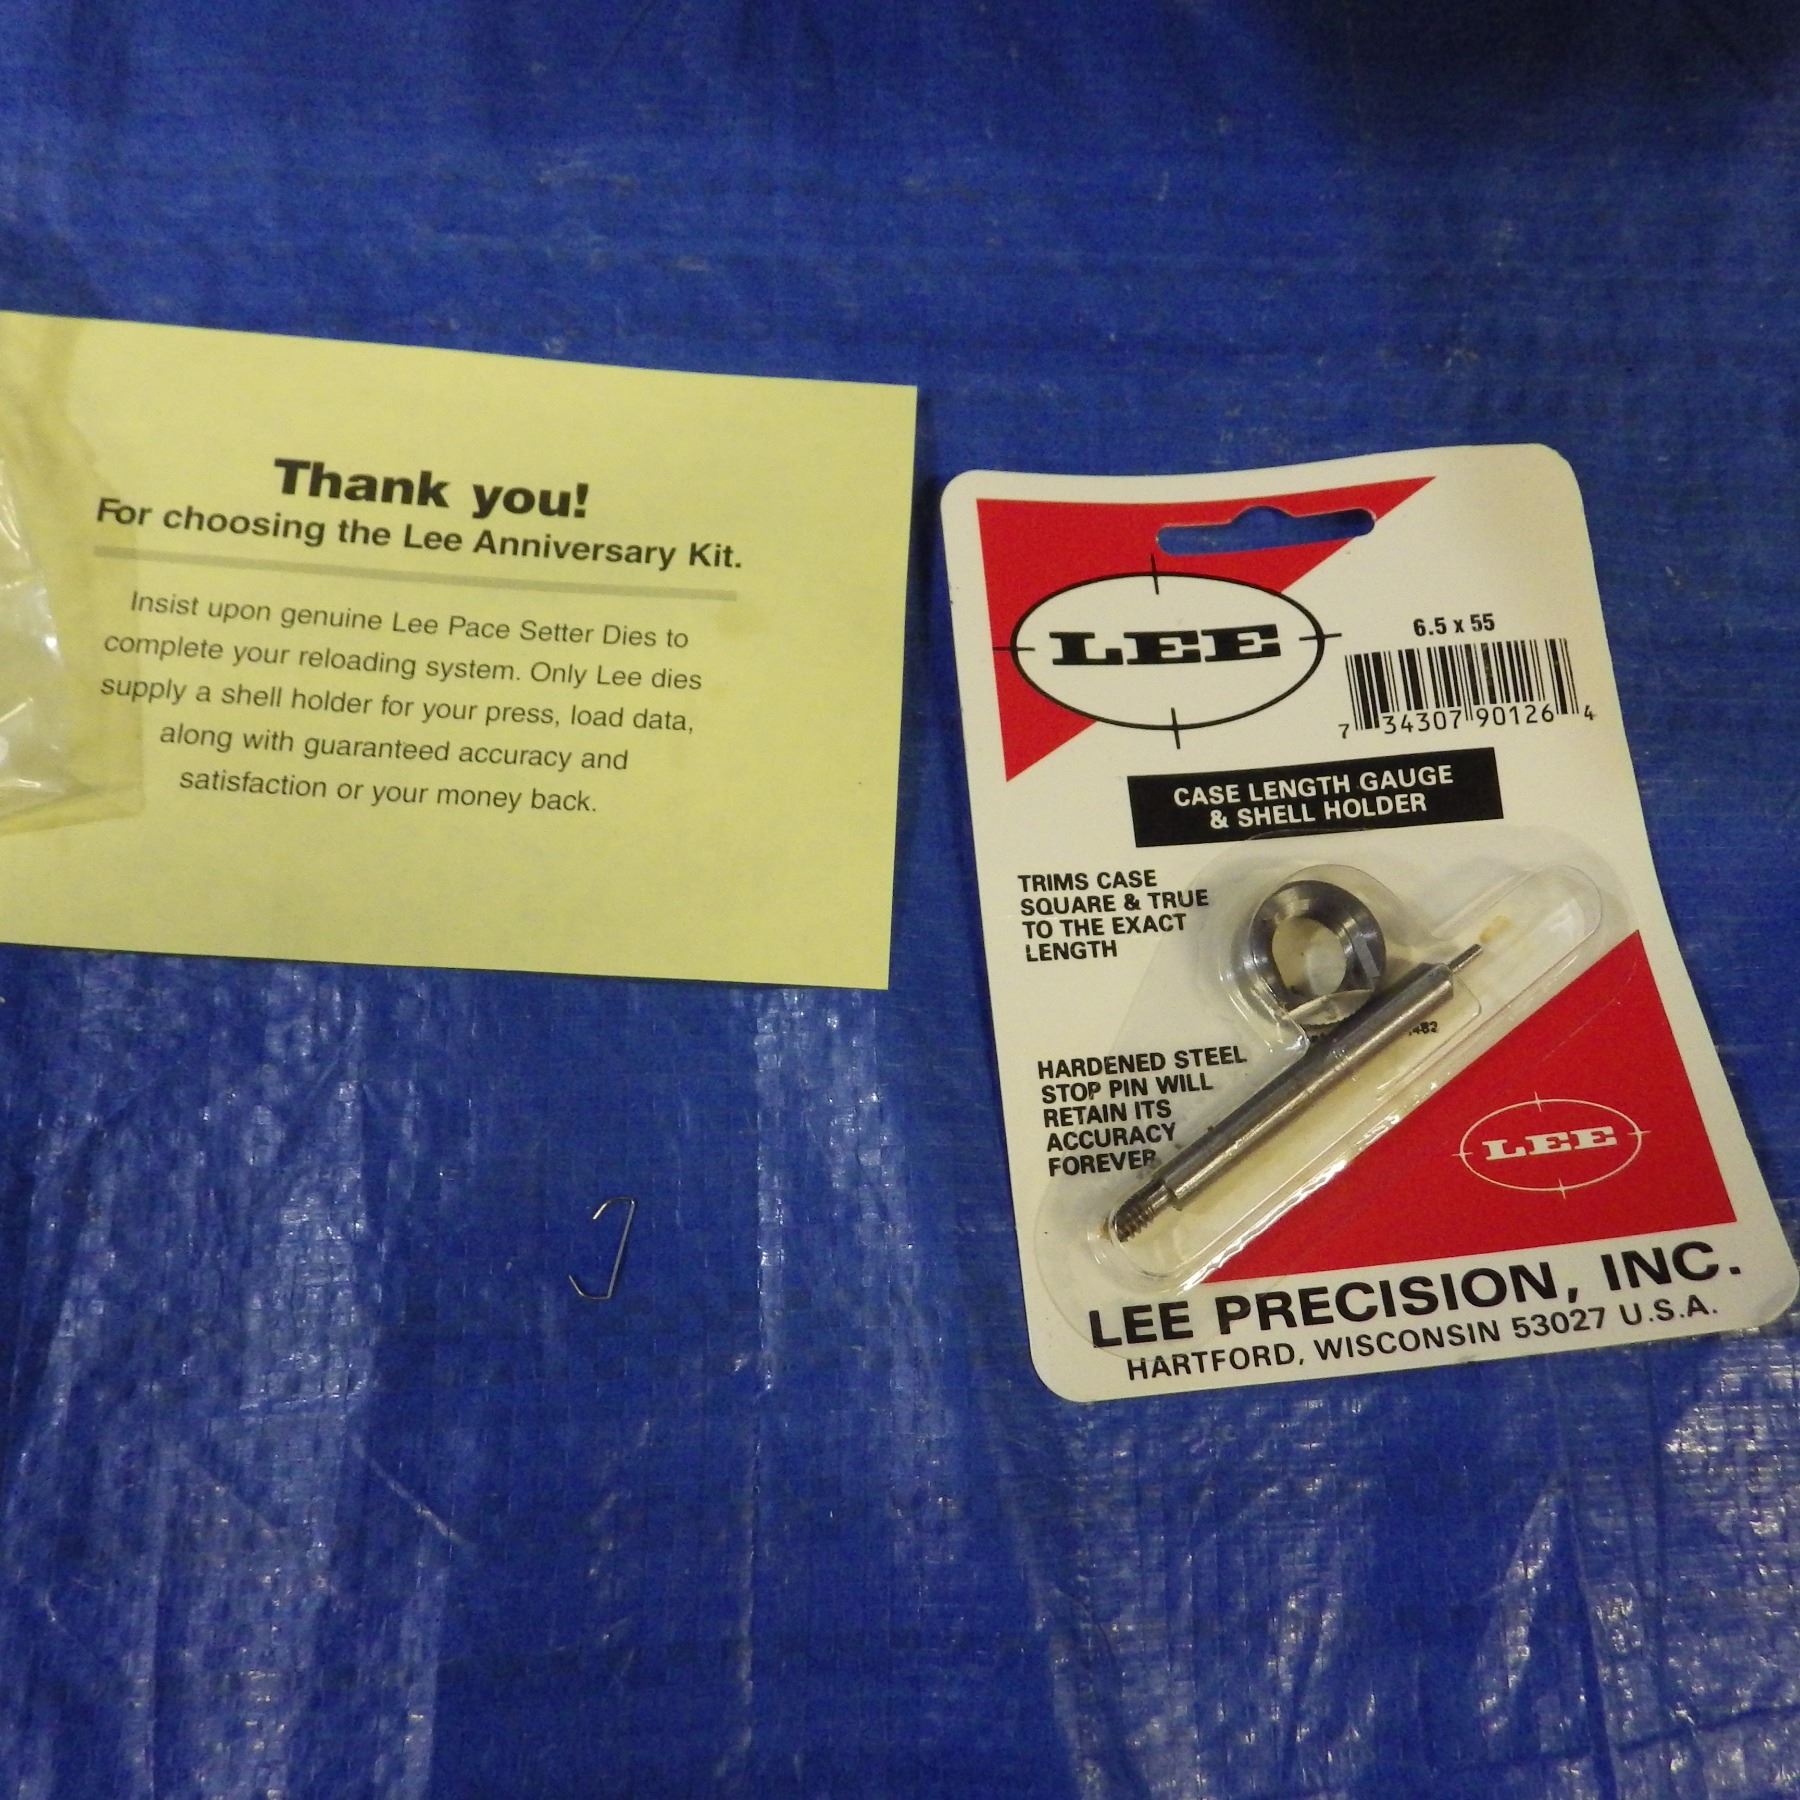 Thank you!
For choosing the Lee Anniversary Kit.
Insist upon genuine Lee Pace Setter Dies to
complete your reloading system. Only Lee dies
supply a shell holder for your press, load data,
along with guaranteed accuracy and
satisfaction or your money back.
LEE
6.5 x 55
7 34307 90126 4
CASE LENGTH GAUGE
& SHELL HOLDER
TRIMS CASE
SQUARE & TRUE
TO THE EXACT
LENGTH
HARDENED STEEL
STOP PIN WILL
RETAIN ITS
ACCURACY
FOREVER
LEE
LEE PRECISION, INC.
HARTFORD, WISCONSIN 53027 U.S.A.